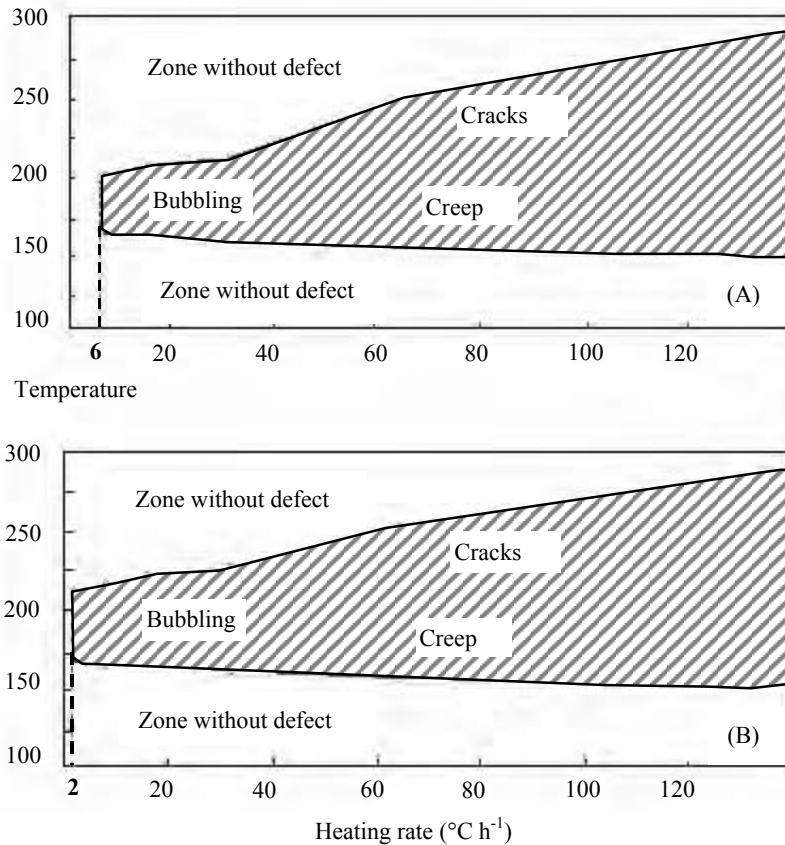 300
Zone without defect
250
Cracks
200
Bubbling
Creep
150
Zone without defect
(A)
100
6 20 40 60 80 100 120
Temperature
300
Zone without defect
250
Cracks
200
Bubbling
Creep
150
Zone without defect
(B)
100
2 20 40 60 80 100 120
Heating rate (°C h⁻¹)